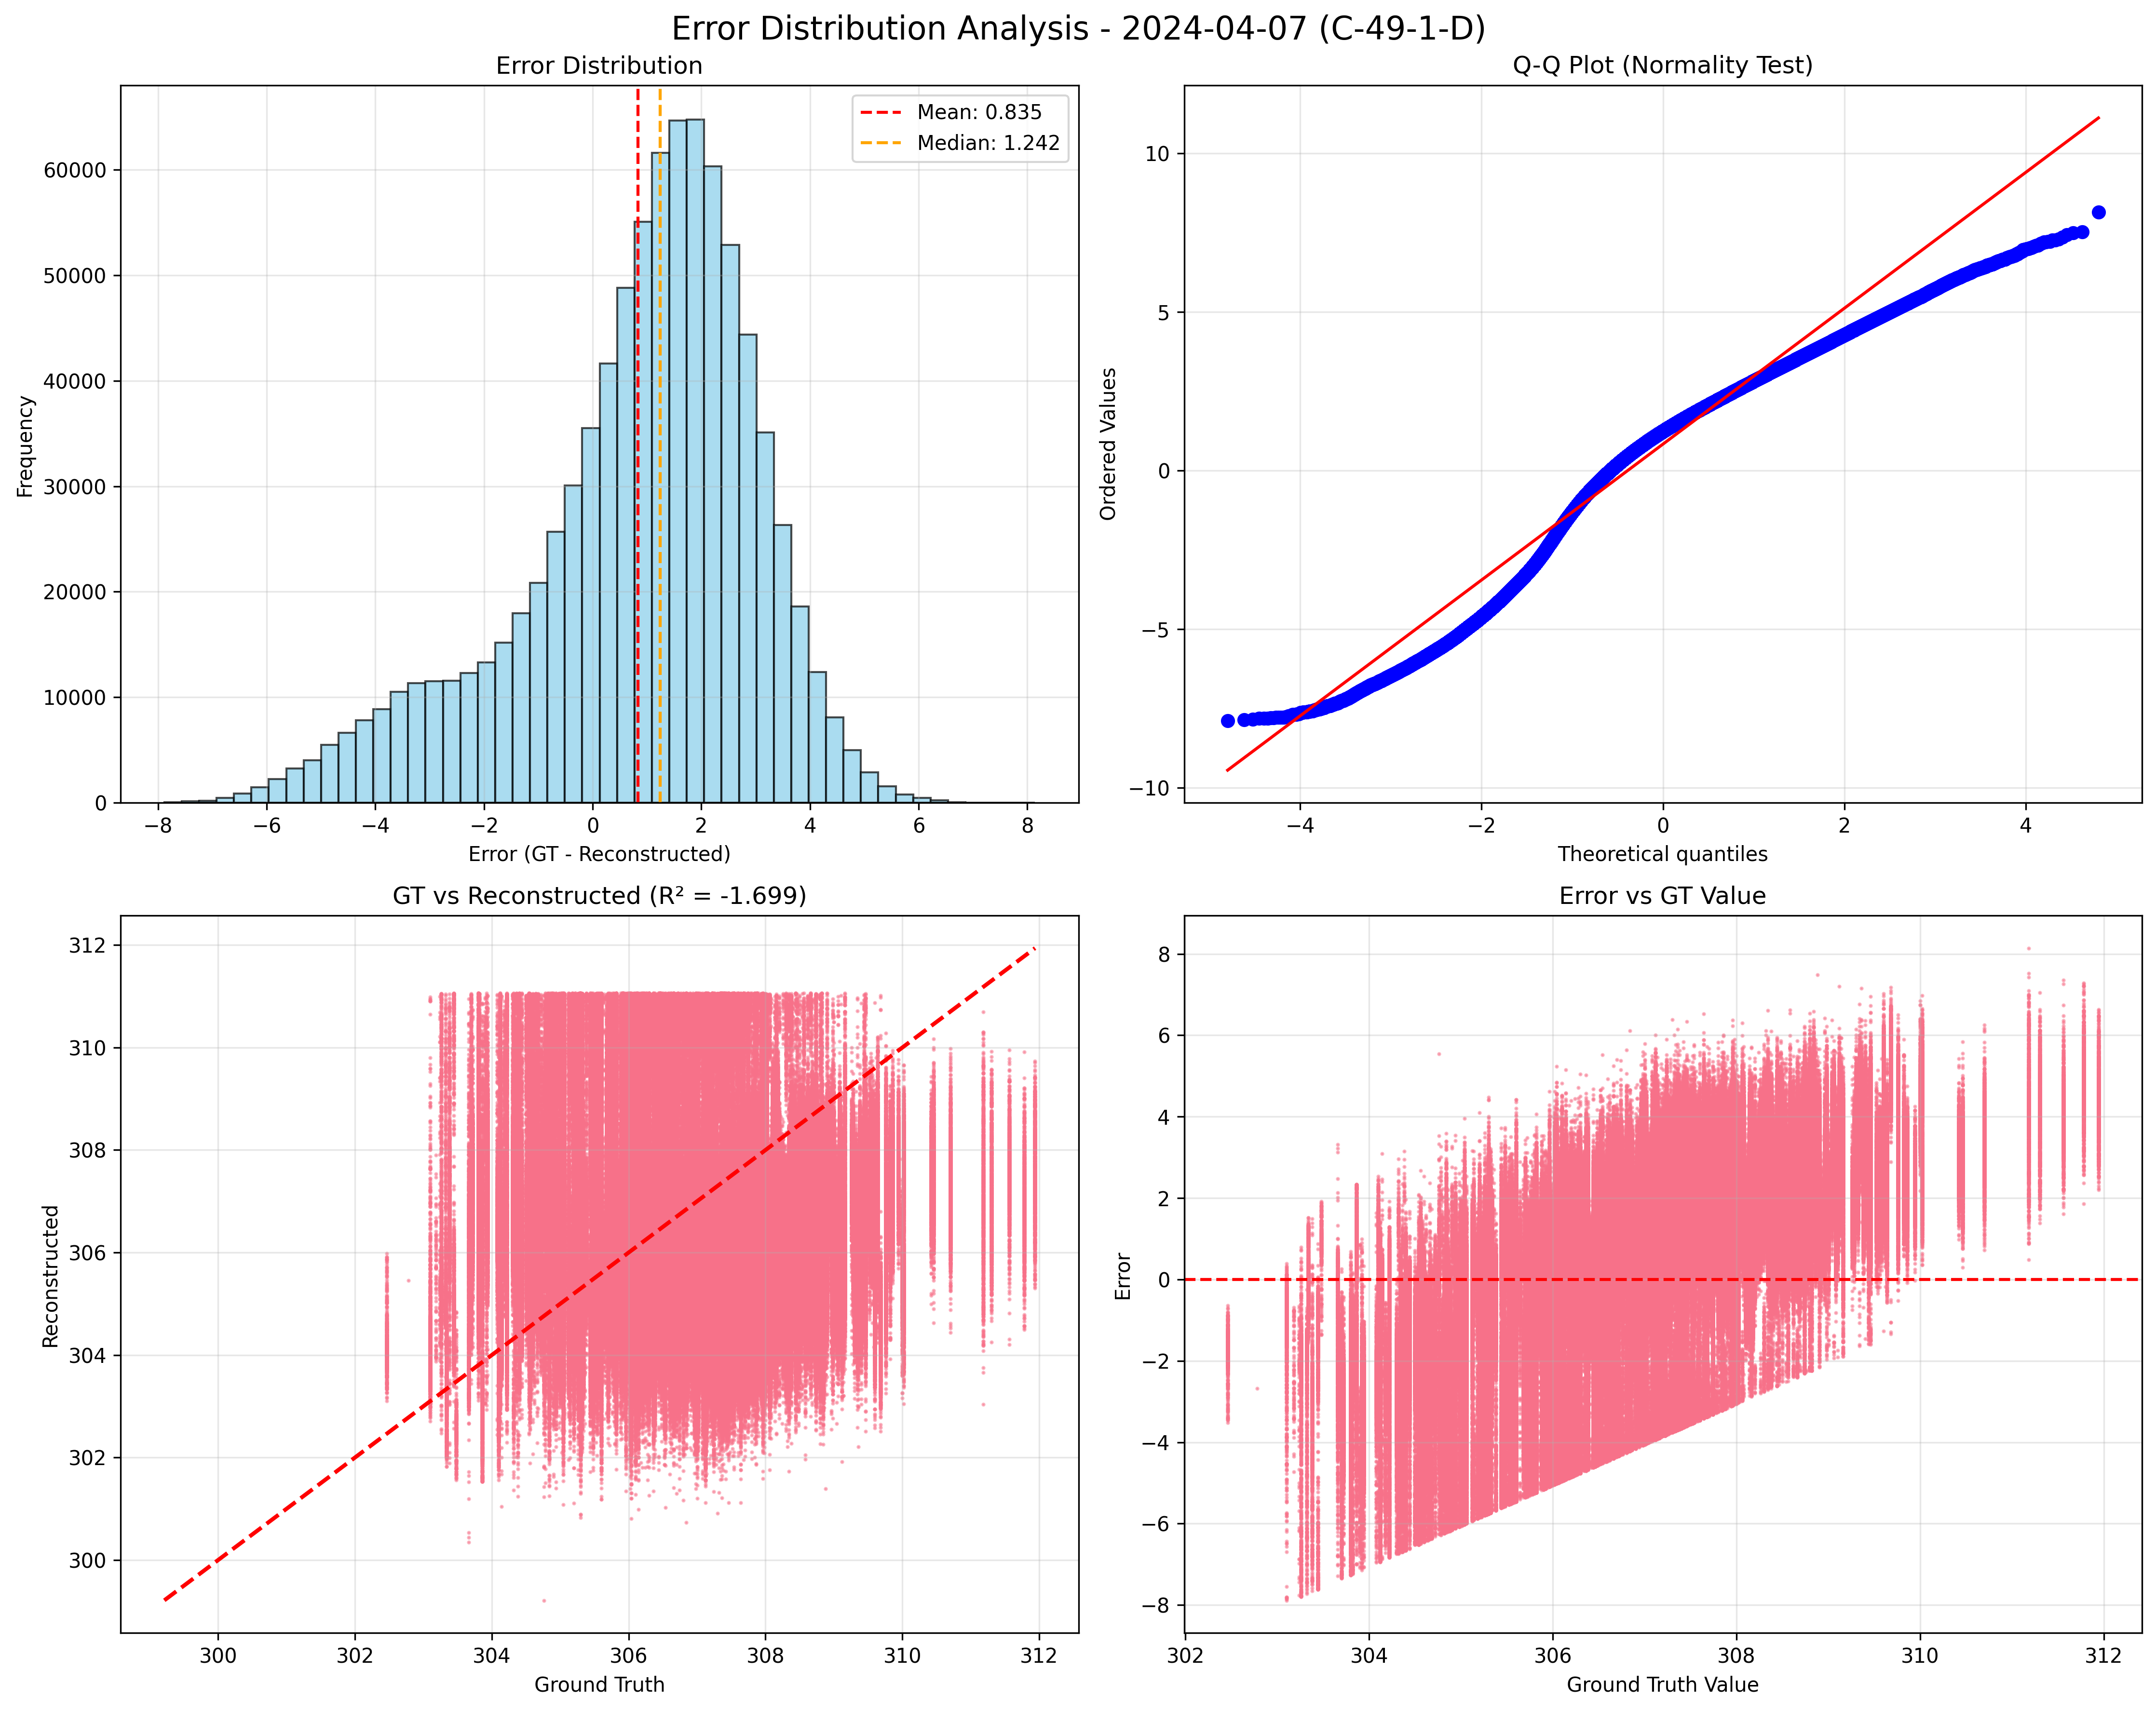 Error Distribution Analysis - 2024-04-07 (C-49-1-D)
Error Distribution
Mean: 0.835
Median: 1.242
Frequency
60000
50000
40000
30000
20000
10000
0
−8 −6 −4 −2 0 2 4 6 8
Error (GT - Reconstructed)
Q-Q Plot (Normality Test)
Ordered Values
10
5
0
−5
−10
−4 −2 0 2 4
Theoretical quantiles
GT vs Reconstructed (R² = -1.699)
Reconstructed
312
310
308
306
304
302
300
300 302 304 306 308 310 312
Ground Truth
Error vs GT Value
Error
8
6
4
2
0
−2
−4
−6
−8
302 304 306 308 310 312
Ground Truth Value